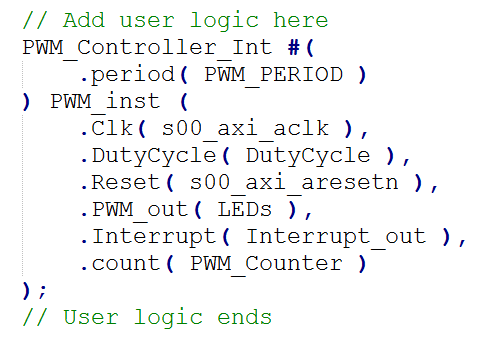 // Add user logic here
PWM_Controller_Int #(
.period( PWM_PERIOD )
) PWM_inst (
.Clk( s00_axi_aclk ),
.DutyCycle( DutyCycle ),
.Reset( s00_axi_aresetn ),
.PWM_out( LEDs ),
.Interrupt( Interrupt_out ),
.count( PWM_Counter )
);
// User logic ends